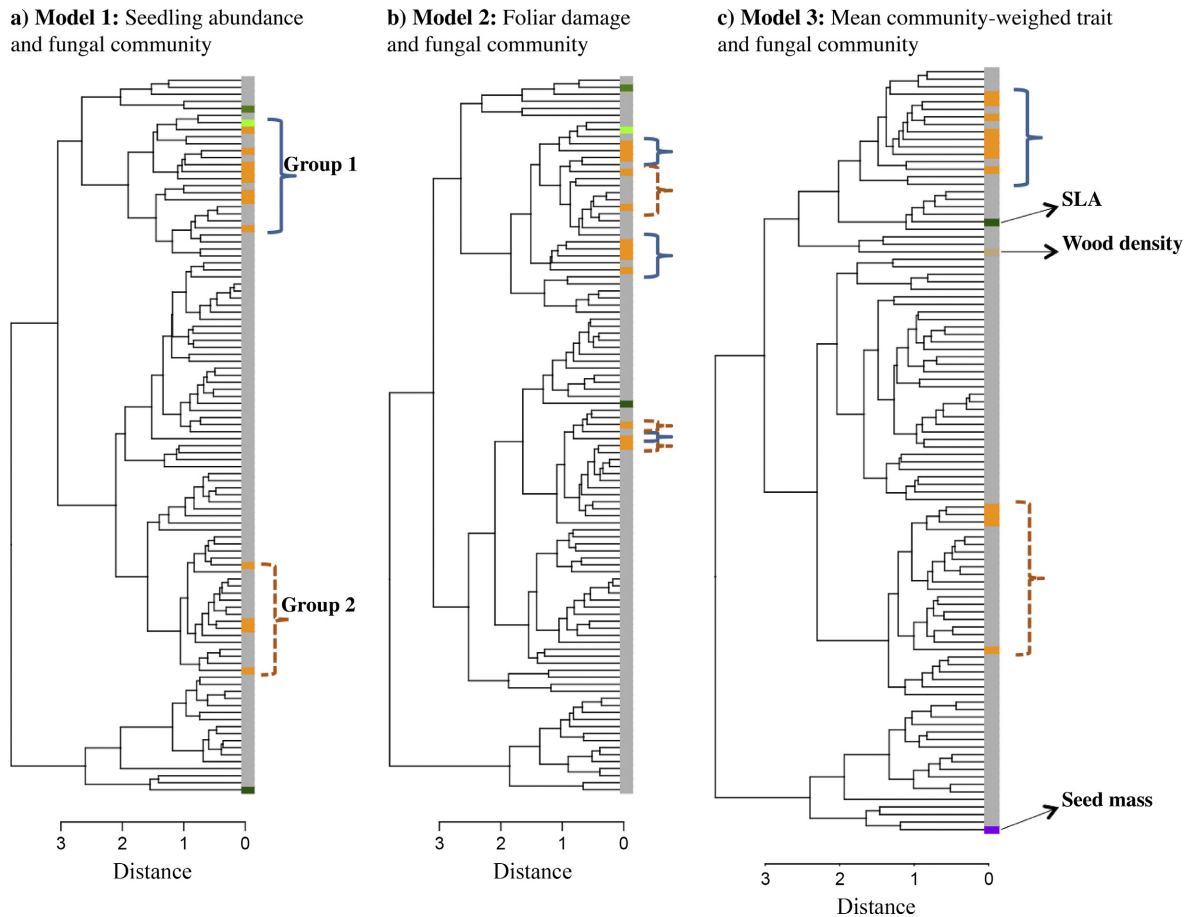 a) Model 1: Seedling abundance
and fungal community
b) Model 2: Foliar damage
and fungal community
c) Model 3: Mean community-weighed trait
and fungal community
Group 1
Group 2
SLA
Wood density
Seed mass
3 2 1 0
Distance
3 2 1 0
Distance
3 2 1 0
Distance